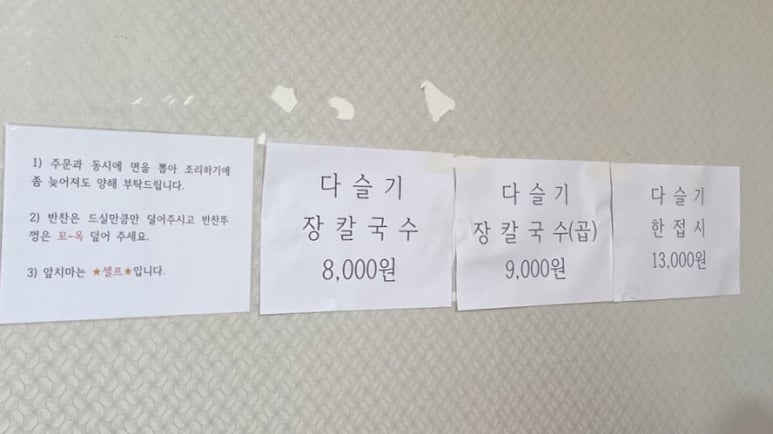 1) 주문과 동시에 면을 뽑아 조리하기에
좀 늦어져도 양해 부탁드립니다.
2) 반찬은 드실만큼만 덜어주시고 반찬뚜
껑은 꼬~옥 덮어 주세요.
3) 앞치마는 ★셀프★입니다.
다 슬 기
장 칼 국 수
8,000원
다 슬 기
장 칼 국 수(곱)
9,000원
다 슬 기
한 접 시
13,000원